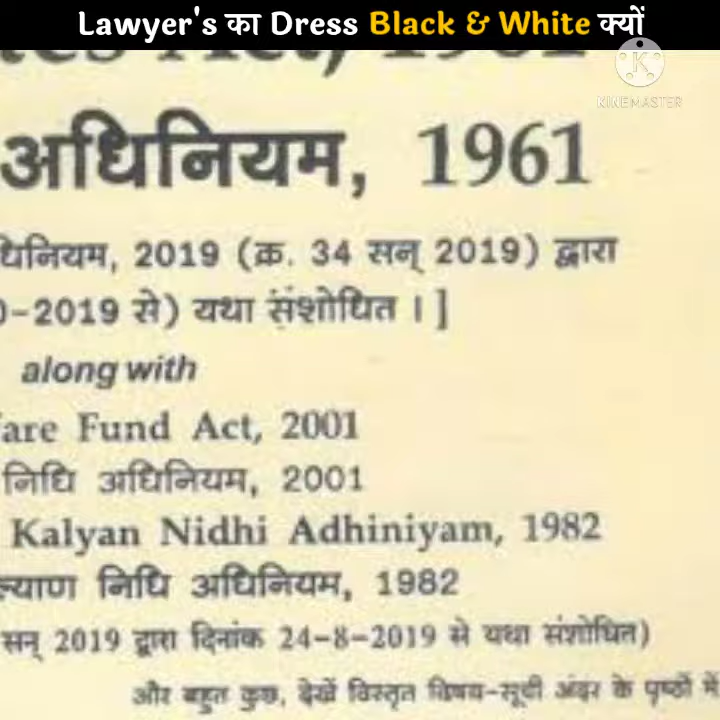 Lawyer's का Dress Black & White क्यों
KINEMASTER
अधिनियम, 1961
धिनियम, 2019 (क्र. 34 सन् 2019) द्वारा
0-2019 से) यथा संशोधित । ]
along with
are Fund Act, 2001
निधि अधिनियम, 2001
Kalyan Nidhi Adhiniyam, 1982
ल्याण निधि अधिनियम, 1982
सन् 2019 द्वारा दिनांक 24-8-2019 से यथा संशोधित)
और बहुत कुछ, देखें विस्तृत विषय-सूची अंदर के पृष्ठों में